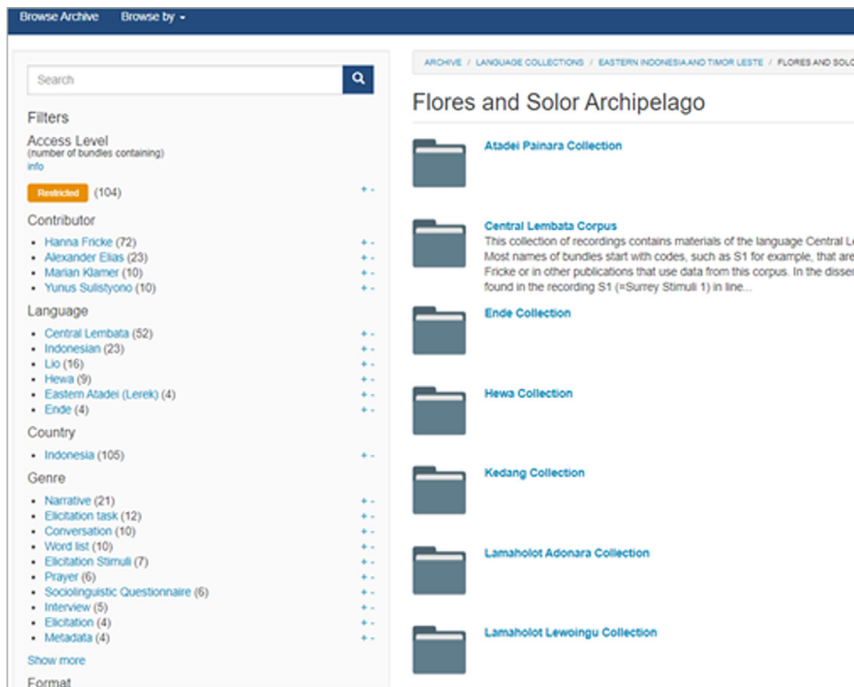 Browse Archive Browse by
Search
Filters
Access Level
(number of bundles containing)
info
Restricted (104) + -
Contributor
• Hanna Fricke (72) + -
• Alexander Elias (23) + -
• Marian Klamer (10) + -
• Yunus Sulistyono (10) + -
Language
• Central Lembata (52) + -
• Indonesian (23) + -
• Lio (16) + -
• Hewa (9) + -
• Eastern Atadei (Lerek) (4) + -
• Ende (4) + -
Country
• Indonesia (105) + -
Genre
• Narrative (21) + -
• Elicitation task (12) + -
• Conversation (10) + -
• Word list (10) + -
• Elicitation Stimuli (7) + -
• Prayer (6) + -
• Sociolinguistic Questionnaire (6) + -
• Interview (5) + -
• Elicitation (4) + -
• Metadata (4) + -
Show more
Format
ARCHIVE / LANGUAGE COLLECTIONS / EASTERN INDONESIA AND TIMOR LESTE / FLORES AND SOLO
Flores and Solor Archipelago
Atadei Painara Collection
Central Lembata Corpus
This collection of recordings contains materials of the language Central Le
Most names of bundles start with codes, such as S1 for example, that are
Fricke or in other publications that use data from this corpus. In the disser
found in the recording S1 (=Surrey Stimuli 1) in line...
Ende Collection
Hewa Collection
Kedang Collection
Lamaholot Adonara Collection
Lamaholot Lewoingu Collection